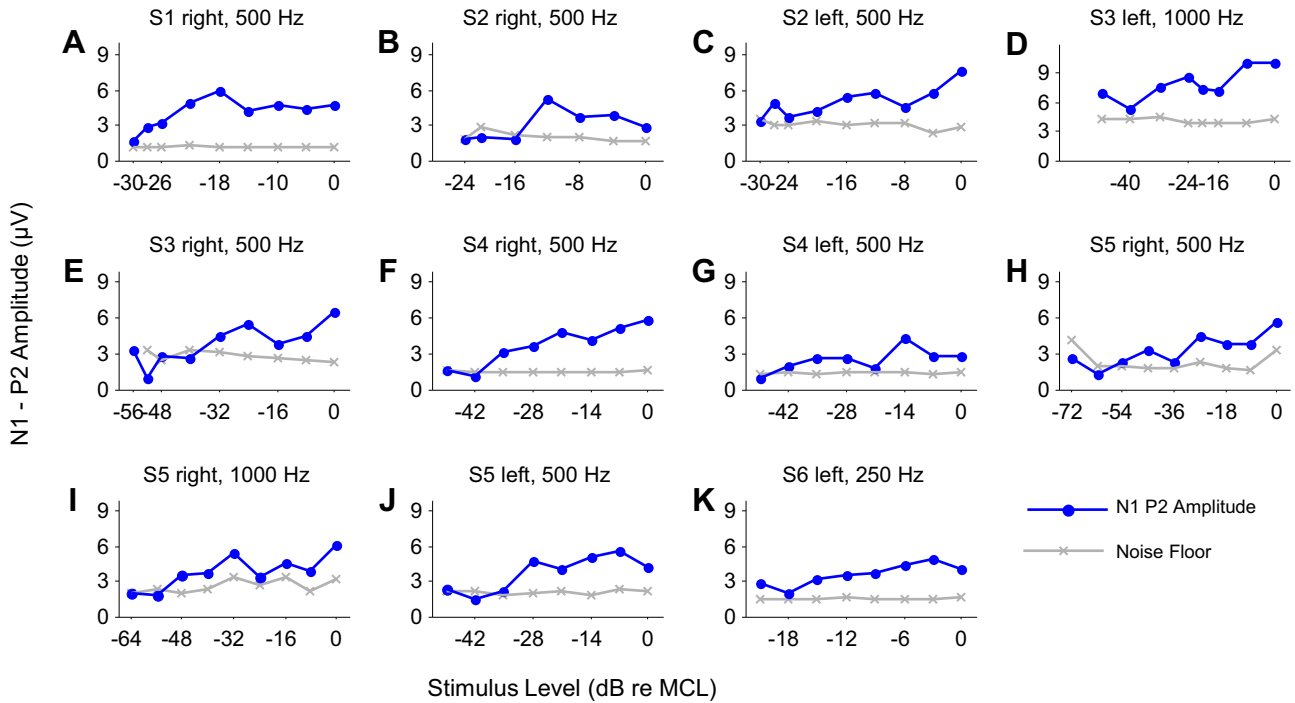 N1 - P2 Amplitude (µV)
A
S1 right, 500 Hz
9
6
3
0
-30 -26 -18 -10 0
B
S2 right, 500 Hz
9
6
3
0
-24 -16 -8 0
C
S2 left, 500 Hz
9
6
3
0
-30 -24 -16 -8 0
D
S3 left, 1000 Hz
9
6
3
0
-40 -24 -16 0
E
S3 right, 500 Hz
9
6
3
0
-56 -48 -32 -16 0
F
S4 right, 500 Hz
9
6
3
0
-42 -28 -14 0
G
S4 left, 500 Hz
9
6
3
0
-42 -28 -14 0
H
S5 right, 500 Hz
9
6
3
0
-72 -54 -36 -18 0
I
S5 right, 1000 Hz
9
6
3
0
-64 -48 -32 -16 0
J
S5 left, 500 Hz
9
6
3
0
-42 -28 -14 0
K
S6 left, 250 Hz
9
6
3
0
-18 -12 -6 0
N1 P2 Amplitude
Noise Floor
Stimulus Level (dB re MCL)